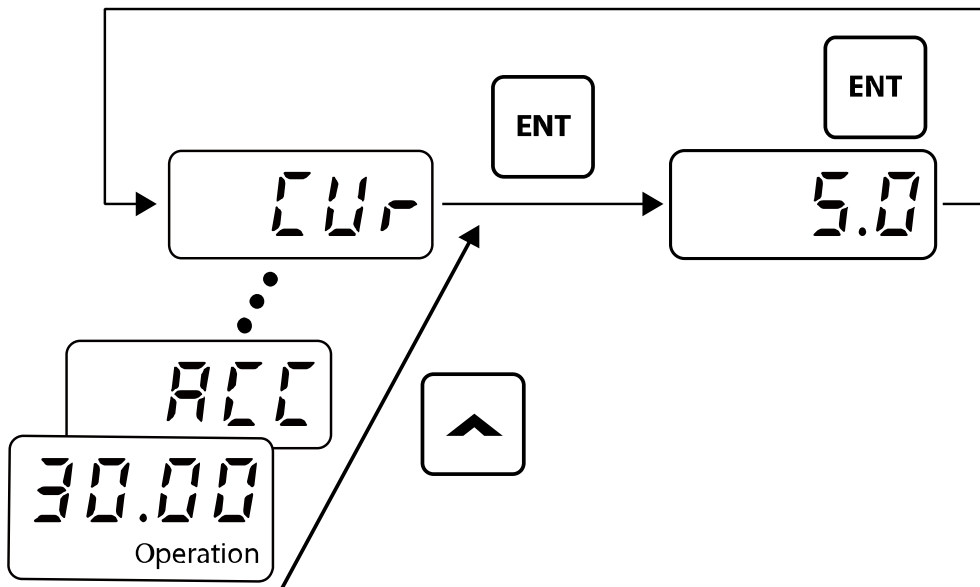 ENT
ENT
CUr
5.0
ACC
30.00
Operation